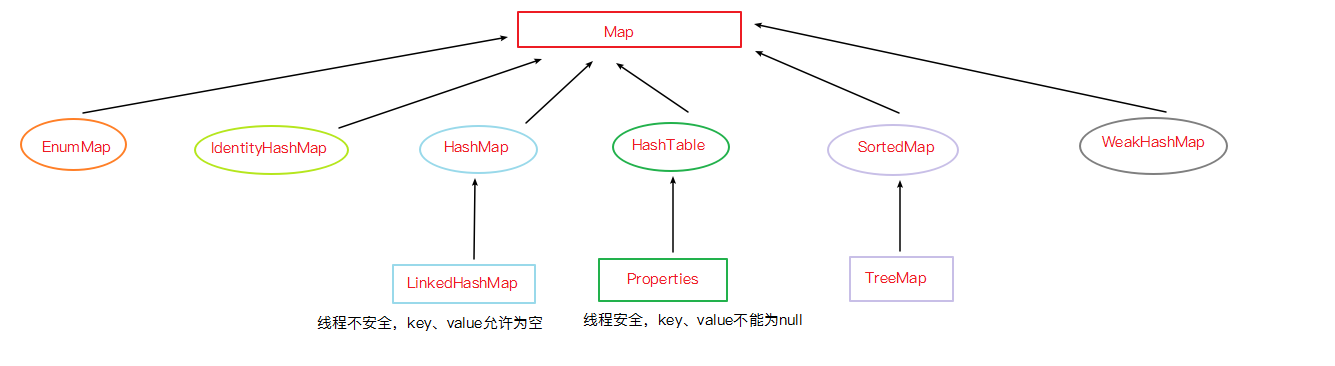 Map
EnumMap
IdentityHashMap
HashMap
HashTable
SortedMap
WeakHashMap
LinkedHashMap
Properties
TreeMap
线程不安全，key、value允许为空
线程安全，key、value不能为null